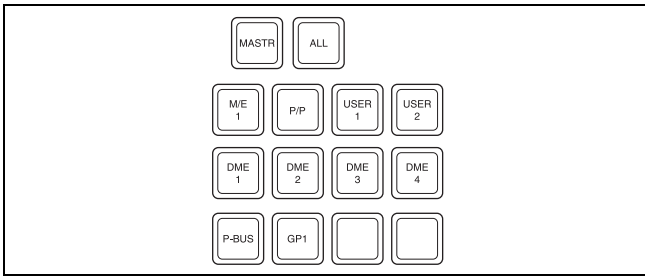 MASTR ALL
M/E 1 P/P USER 1 USER 2
DME 1 DME 2 DME 3 DME 4
P-BUS GP1